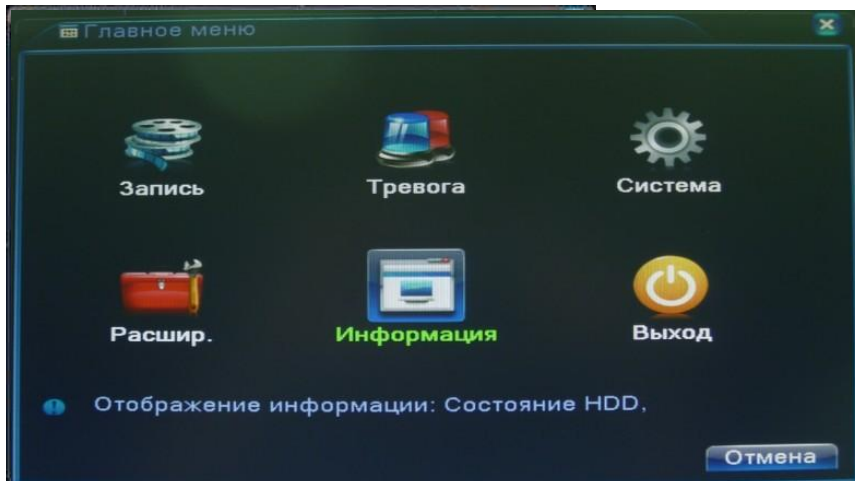 Главное меню
Запись
Тревога
Система
Расшир.
Информация
Выход
Отображение информации: Состояние HDD,
Отмена